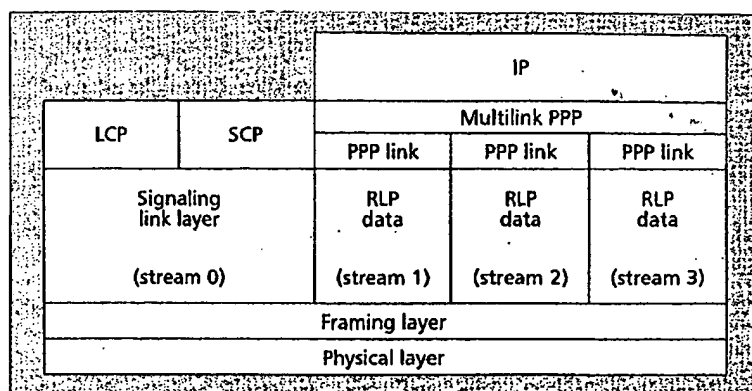 IP
Multilink PPP
LCP SCP
PPP link PPP link PPP link
Signaling
link layer
(stream 0)
RLP
data
(stream 1)
RLP
data
(stream 2)
RLP
data
(stream 3)
Framing layer
Physical layer